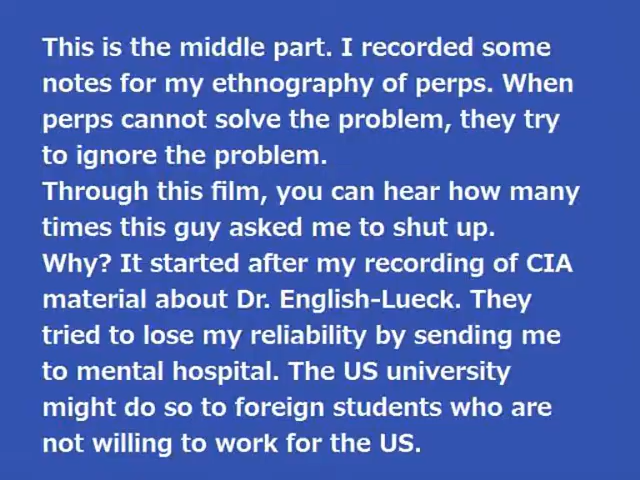 This is the middle part. I recorded some
notes for my ethnography of perps. When
perps cannot solve the problem, they try
to ignore the problem.
Through this film, you can hear how many
times this guy asked me to shut up.
Why? It started after my recording of CIA
material about Dr. English-Lueck. They
tried to lose my reliability by sending me
to mental hospital. The US university
might do so to foreign students who are
not willing to work for the US.